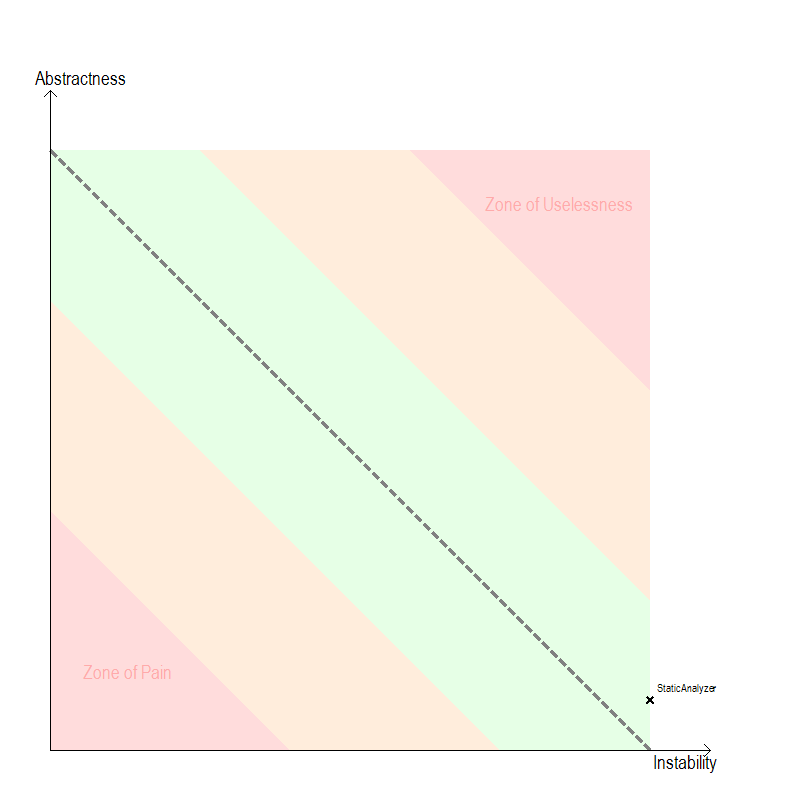 Abstractness
Zone of Uselessness
Zone of Pain
StaticAnalyzer
Instability